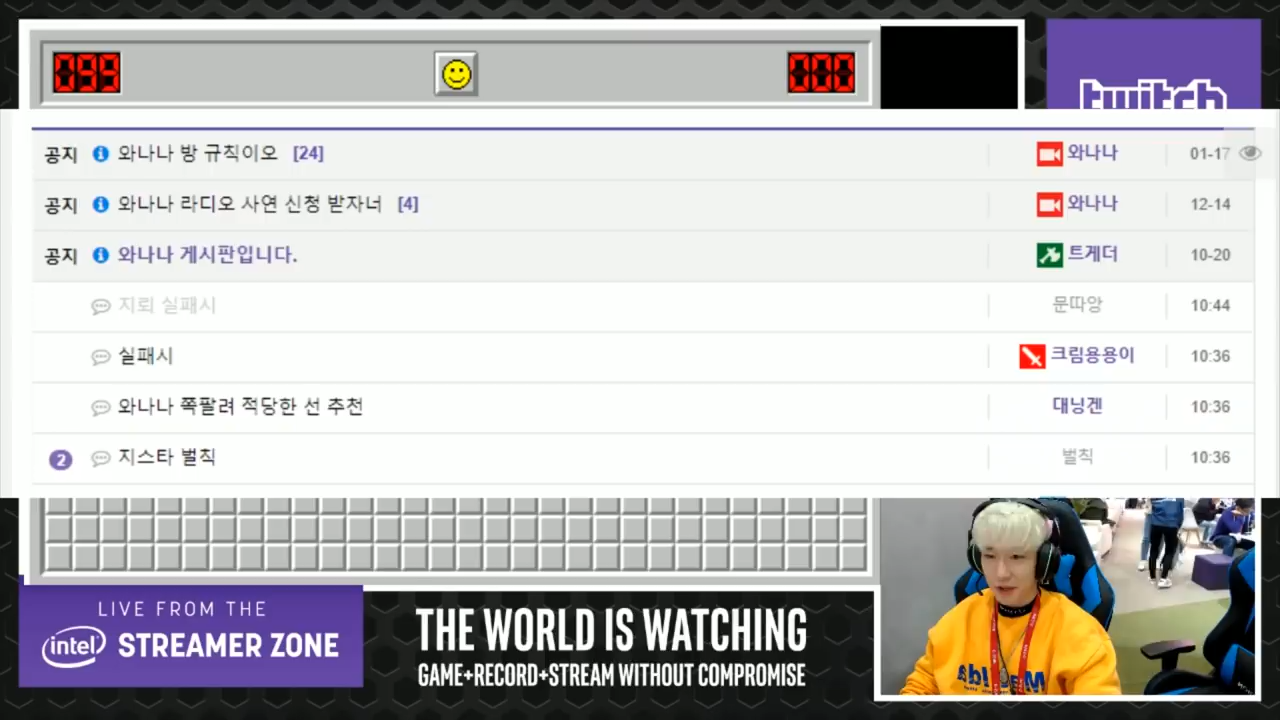 099
000
twitch
공지 와나나 방 규칙이오 [24] 와나나 01-17
공지 와나나 라디오 사연 신청 받자너 [4] 와나나 12-14
공지 와나나 게시판입니다. 트게더 10-20
지뢰 실패시 문따앙 10:44
실패시 크림용용이 10:36
와나나 쪽팔려 적당한 선 추천 대닝겐 10:36
2 지스타 벌칙 벌칙 10:36
LIVE FROM THE
intel STREAMER ZONE
THE WORLD IS WATCHING
GAME+RECORD+STREAM WITHOUT COMPROMISE